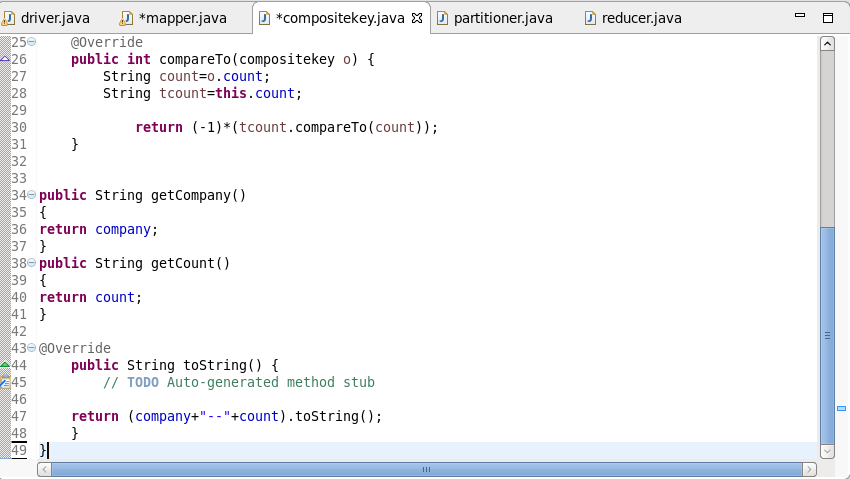 driver.java *mapper.java *compositekey.java partitioner.java reducer.java
25 @Override
26 public int compareTo(compositekey o) {
27 String count=o.count;
28 String tcount=this.count;
29
30 return (-1)*(tcount.compareTo(count));
31 }
32
33
34 public String getCompany()
35 {
36 return company;
37 }
38 public String getCount()
39 {
40 return count;
41 }
42
43 @Override
44 public String toString() {
45 // TODO Auto-generated method stub
46
47 return (company+"--"+count).toString();
48 }
49 }